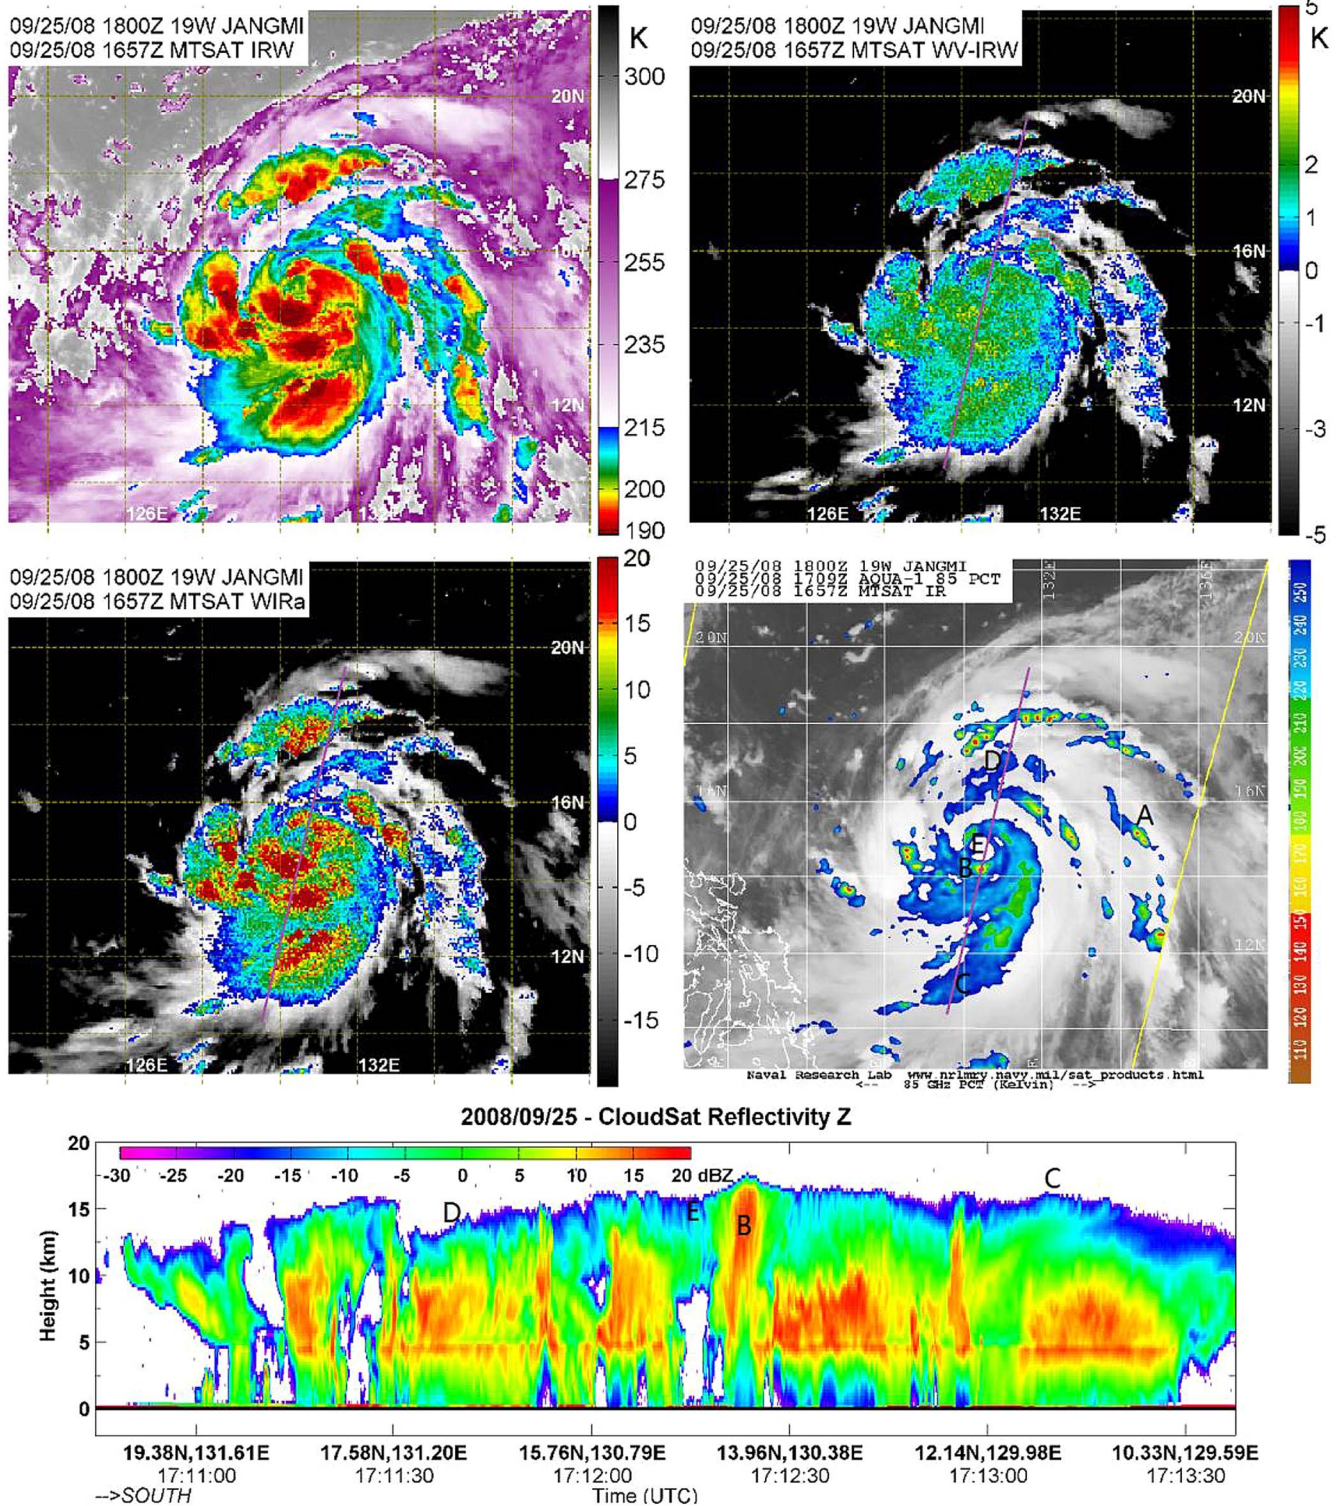 09/25/08 1800Z 19W JANGMI
09/25/08 1657Z MTSAT IRW
K
300
275
255
235
215
200
190
20N
16N
12N
126E
132E
09/25/08 1800Z 19W JANGMI
09/25/08 1657Z MTSAT WV-IRW
5
K
2
1
0
-1
-3
-5
20N
16N
12N
126E
132E
09/25/08 1800Z 19W JANGMI
09/25/08 1657Z MTSAT WIRa
20
15
10
5
0
-5
-10
-15
20N
16N
12N
126E
132E
09/25/08 1800Z 19W JANGMI
09/25/08 1709Z AQUA-1 85 PCT
09/25/08 1657Z MTSAT IR
132E
136E
20N
20N
16N
16N
12N
12N
D
A
E
B
C
250
240
230
220
210
200
190
180
170
160
150
140
130
120
110
Naval Research Lab www.nrlmry.navy.mil/sat_products.html
<-- 85 GHz PCT (Kelvin) -->
2008/09/25 - CloudSat Reflectivity Z
-30 -25 -20 -15 -10 -5 0 5 10 15 20 dBZ
D
E
B
C
20
15
10
5
0
Height (km)
19.38N,131.61E 17.58N,131.20E 15.76N,130.79E 13.96N,130.38E 12.14N,129.98E 10.33N,129.59E
17:11:00 17:11:30 17:12:00 17:12:30 17:13:00 17:13:30
-->SOUTH
Time (UTC)